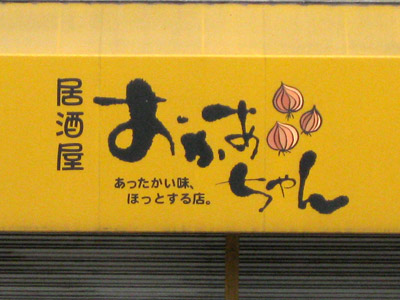 居酒屋
おかあちゃん
あったかい味、
ほっとする店。